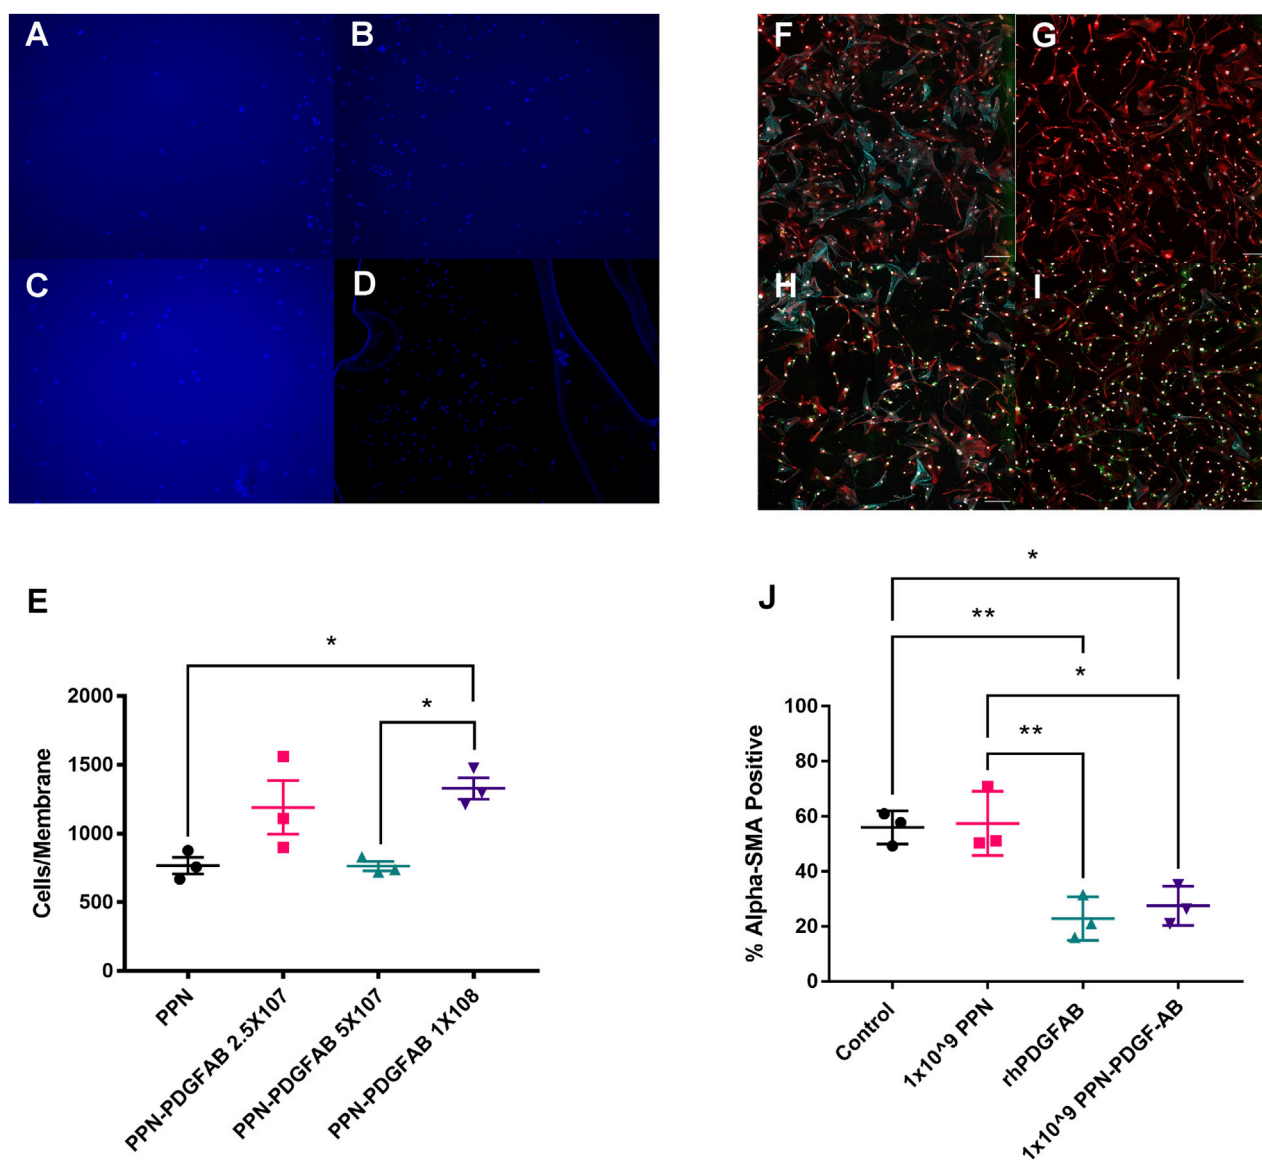 A
B
C
D
F
G
H
I
E
*
*
2000
1500
1000
500
0
Cells/Membrane
PPN
PPN-PDGFAB 2.5X107
PPN-PDGFAB 5X107
PPN-PDGFAB 1X108
J
*
**
*
**
100
80
60
40
20
0
% Alpha-SMA Positive
Control
1x10^9 PPN
rhPDGFAB
1x10^9 PPN-PDGF-AB